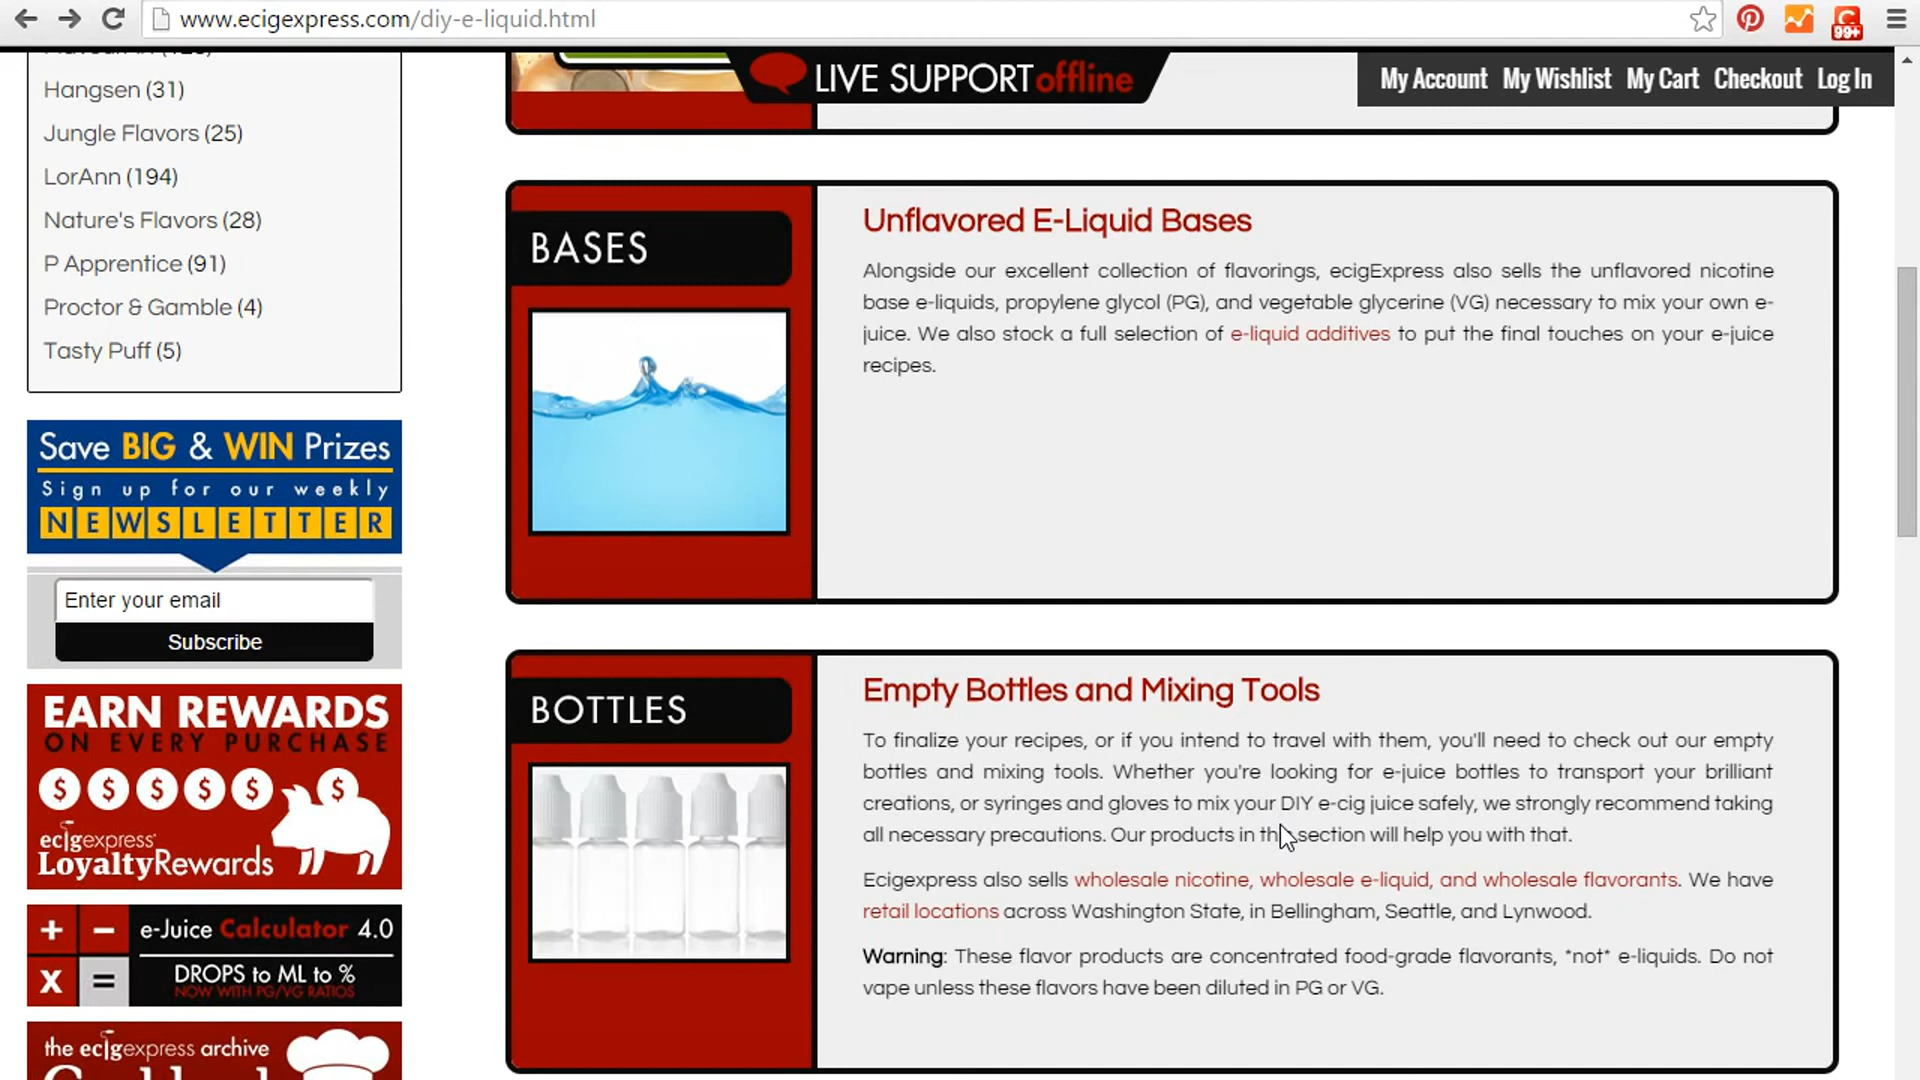 www.ecigexpress.com/diy-e-liquid.html
99+
LIVE SUPPORT offline
My Account My Wishlist My Cart Checkout Log In
Hangsen (31)
Jungle Flavors (25)
LorAnn (194)
Nature's Flavors (28)
P Apprentice (91)
Proctor & Gamble (4)
Tasty Puff (5)
Save BIG & WIN Prizes
Sign up for our weekly
NEWSLETTER
Enter your email
Subscribe
EARN REWARDS
ON EVERY PURCHASE
$ $ $ $ $ $
ecigexpress
LoyaltyRewards
+ − e-Juice Calculator 4.0
x = DROPS to ML to %
NOW WITH PG/VG RATIOS
the ecigexpress archive
BASES
Unflavored E-Liquid Bases
Alongside our excellent collection of flavorings, ecigExpress also sells the unflavored nicotine
base e-liquids, propylene glycol (PG), and vegetable glycerine (VG) necessary to mix your own e-
juice. We also stock a full selection of e-liquid additives to put the final touches on your e-juice
recipes.
BOTTLES
Empty Bottles and Mixing Tools
To finalize your recipes, or if you intend to travel with them, you'll need to check out our empty
bottles and mixing tools. Whether you're looking for e-juice bottles to transport your brilliant
creations, or syringes and gloves to mix your DIY e-cig juice safely, we strongly recommend taking
all necessary precautions. Our products in this section will help you with that.
Ecigexpress also sells wholesale nicotine, wholesale e-liquid, and wholesale flavorants. We have
retail locations across Washington State, in Bellingham, Seattle, and Lynwood.
Warning: These flavor products are concentrated food-grade flavorants, *not* e-liquids. Do not
vape unless these flavors have been diluted in PG or VG.